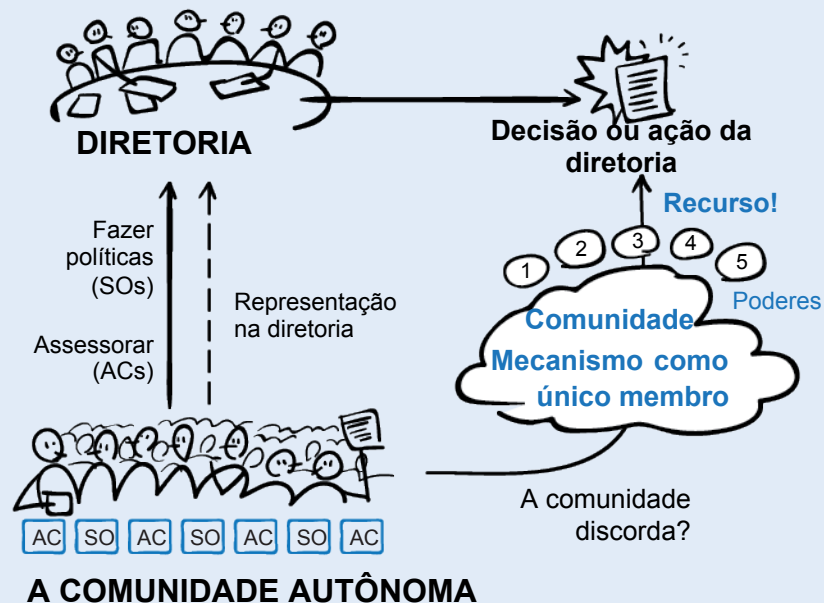 DIRETORIA
Decisão ou ação da
diretoria
Recurso!
Fazer
políticas
(SOs)
Assessorar
(ACs)
Representação
na diretoria
1 2 3 4 5
Poderes
Comunidade
Mecanismo como
único membro
A comunidade
discorda?
AC SO AC SO AC SO AC
A COMUNIDADE AUTÔNOMA